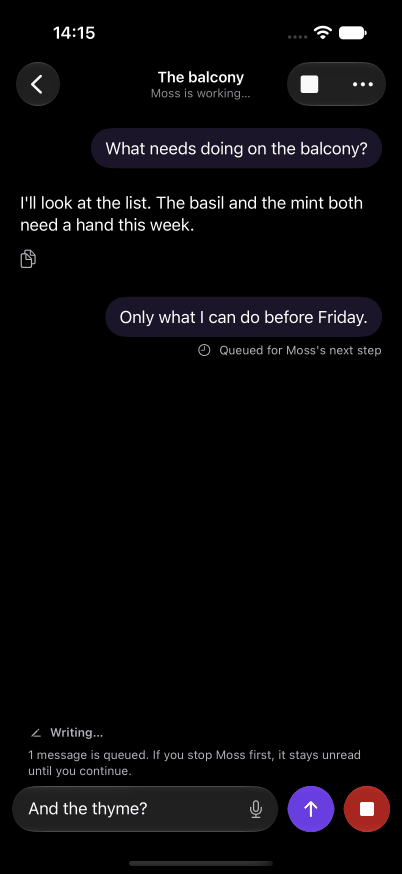 14:15
The balcony
Moss is working...
What needs doing on the balcony?
I'll look at the list. The basil and the mint both
need a hand this week.
Only what I can do before Friday.
Queued for Moss's next step
Writing...
1 message is queued. If you stop Moss first, it stays unread
until you continue.
And the thyme?